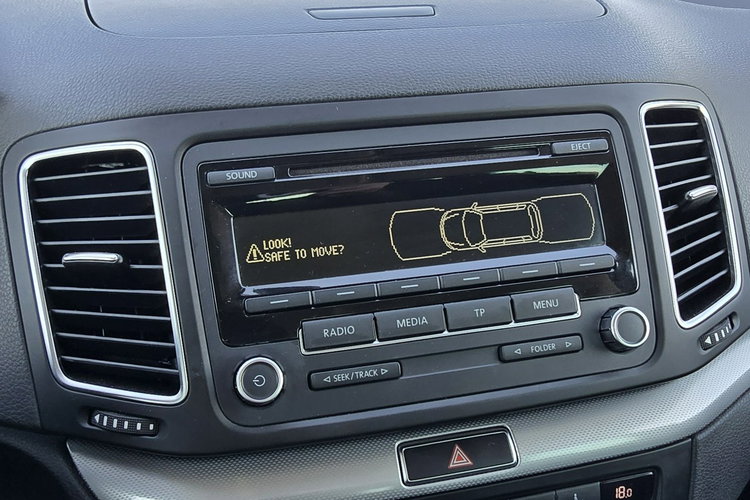 SOUND
EJECT
LOOK!
SAFE TO MOVE?
RADIO
MEDIA
TP
MENU
SEEK/TRACK
FOLDER
18.0